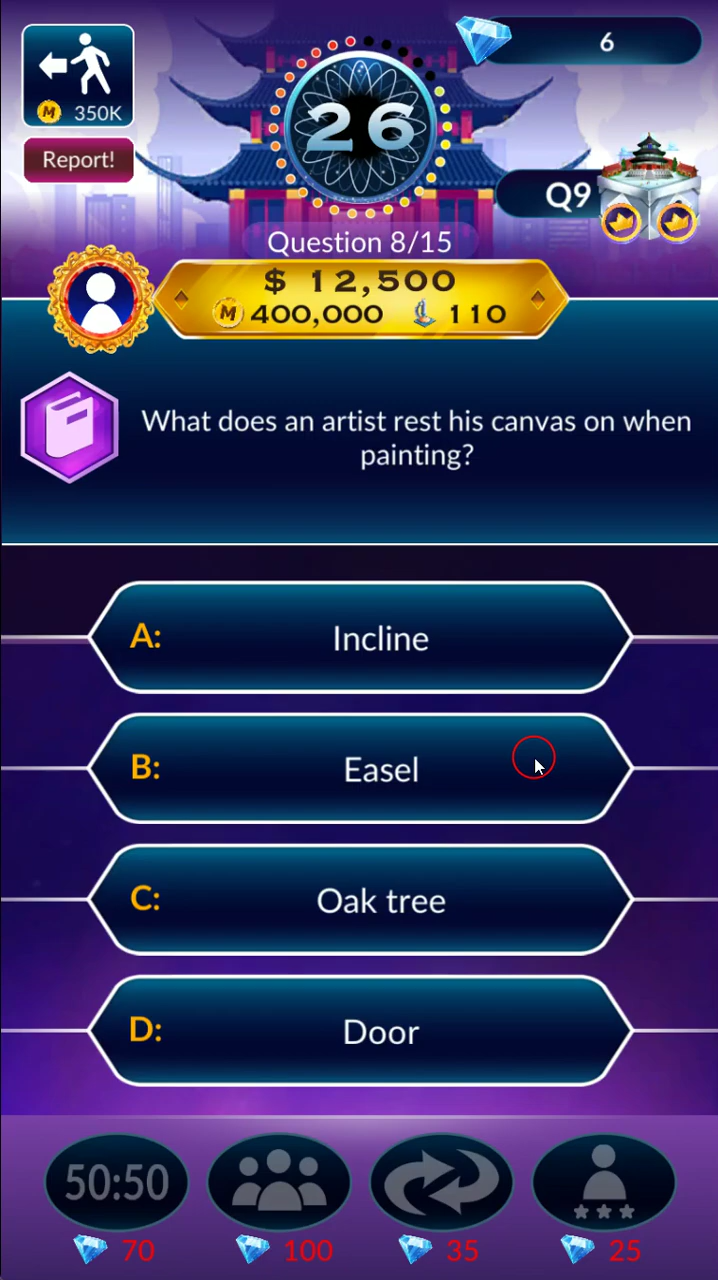 6
350K
26
Report!
Q9
Question 8/15
$ 12,500
M 400,000 110
What does an artist rest his canvas on when
painting?
A: Incline
B: Easel
C: Oak tree
D: Door
50:50
70 100 35 25